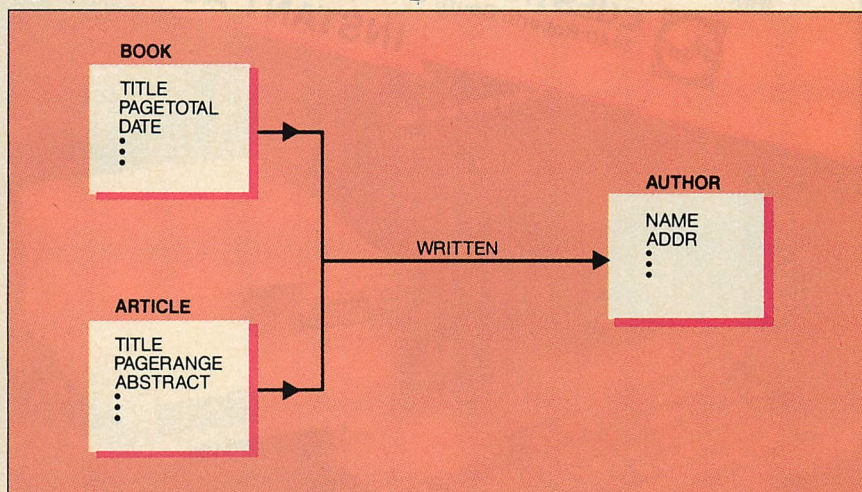 BOOK
TITLE
PAGETOTAL
DATE
WRITTEN
AUTHOR
NAME
ADDR
ARTICLE
TITLE
PAGERANGE
ABSTRACT